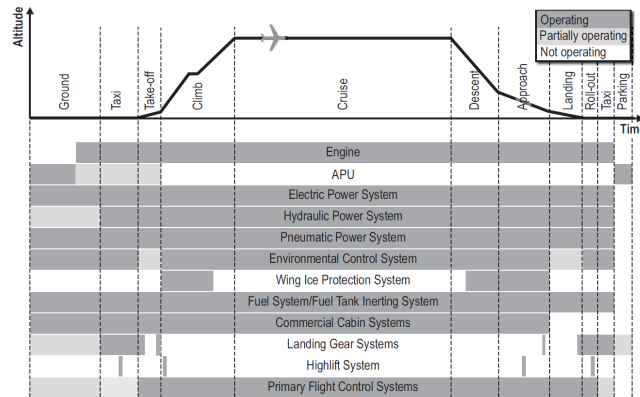 Operating
Partially operating
Not operating
Altitude
Ground
Taxi
Take-off
Climb
Cruise
Descent
Approach
Landing
Roll-out
Taxi
Parking
Time
Engine
APU
Electric Power System
Hydraulic Power System
Pneumatic Power System
Environmental Control System
Wing Ice Protection System
Fuel System/Fuel Tank Inerting System
Commercial Cabin Systems
Landing Gear Systems
Highlift System
Primary Flight Control Systems